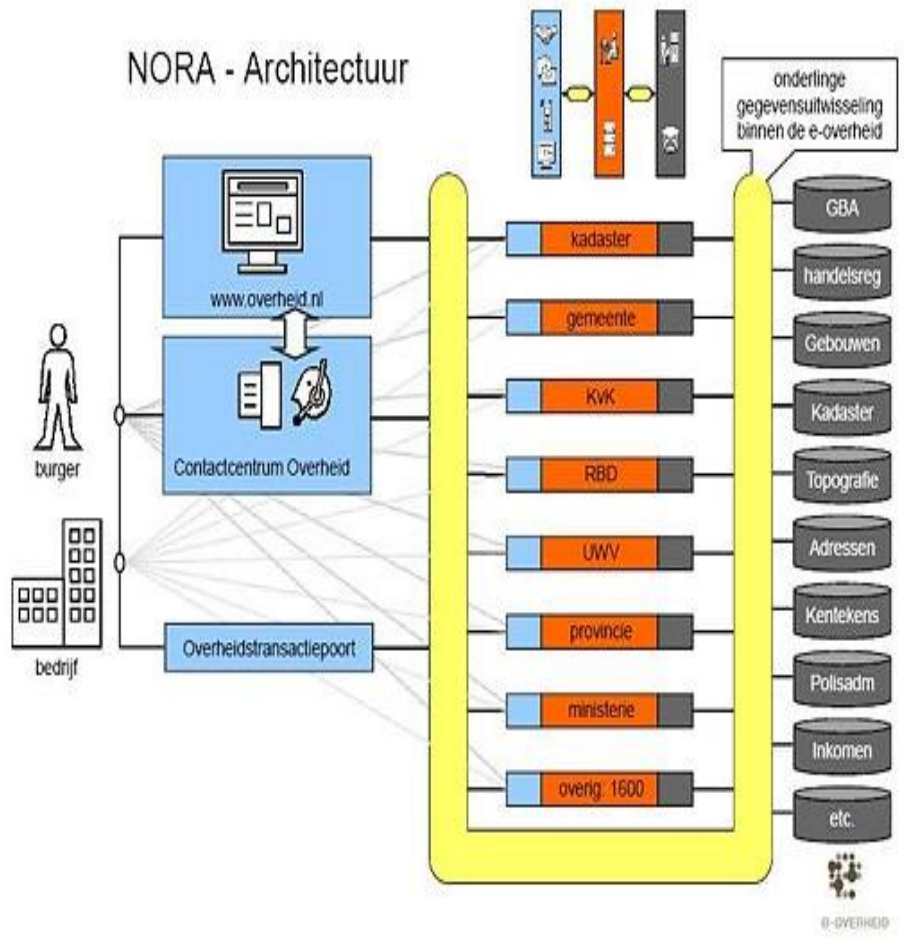 NORA - Architectuur
onderlinge
gegevensuitwisseling
binnen de e-overheid
www.overheid.nl
Contactcentrum Overheid
burger
bedrijf
Overheidstransactiepoort
kadaster
gemeente
KvK
RBD
UWV
provincie
ministerie
overig: 1600
GBA
handelsreg
Gebouwen
Kadaster
Topografie
Adressen
Kentekens
Polisadm
Inkomen
etc.
e-OVERHEID